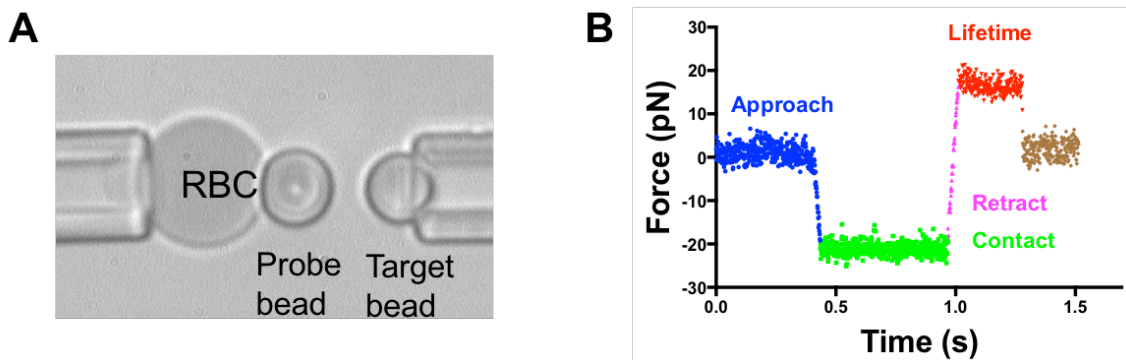 A
RBC
Probe
bead
Target
bead
B
Force (pN)
30
20
10
0
-10
-20
-30
Approach
Lifetime
Retract
Contact
0.0
0.5
1.0
1.5
Time (s)